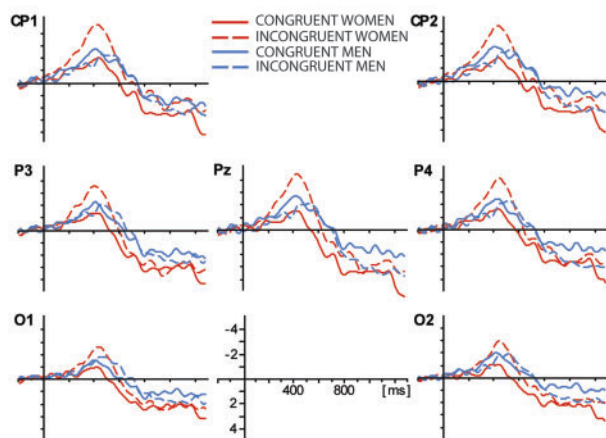 CP1
CONGRUENT WOMEN
INCONGRUENT WOMEN
CONGRUENT MEN
INCONGRUENT MEN
CP2
P3
Pz
P4
O1
-4
-2
400 800 [ms]
2
4
O2